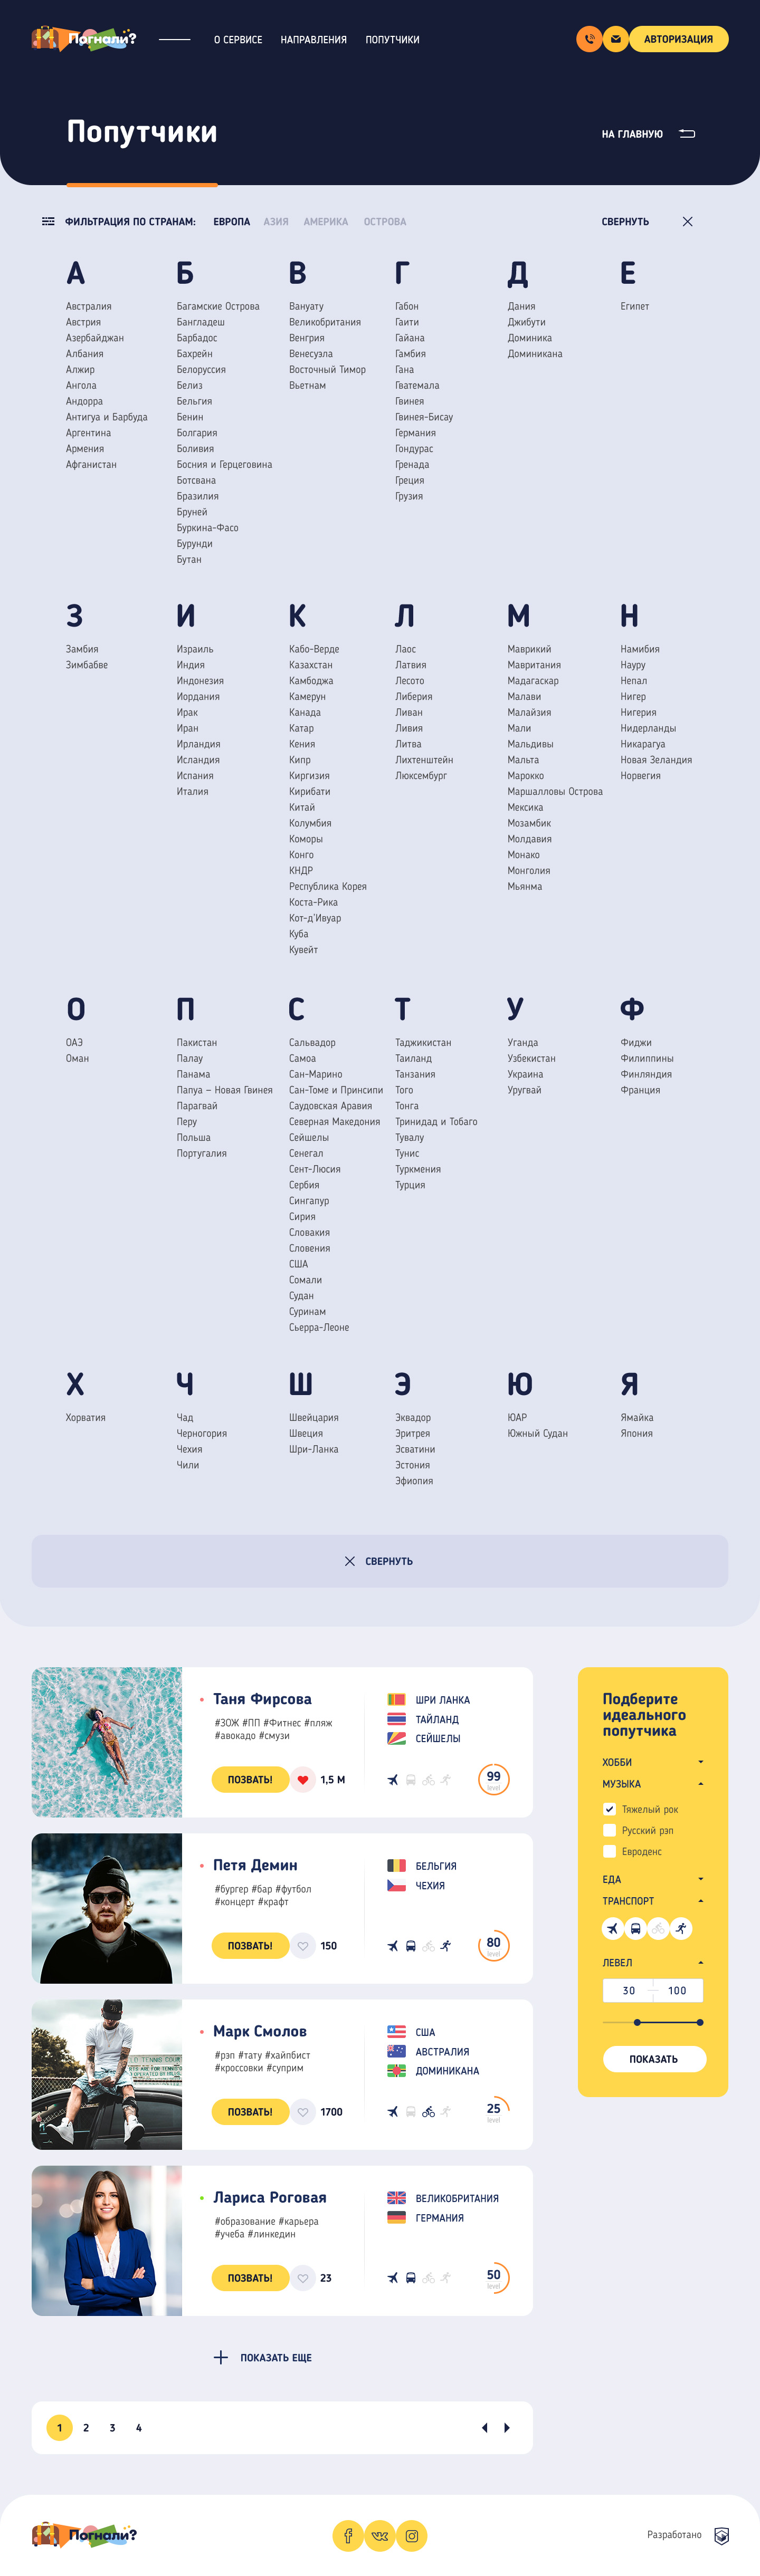 Погнали?
О СЕРВИСЕ НАПРАВЛЕНИЯ ПОПУТЧИКИ
АВТОРИЗАЦИЯ
Попутчики
НА ГЛАВНУЮ
ФИЛЬТРАЦИЯ ПО СТРАНАМ: ЕВРОПА АЗИЯ АМЕРИКА ОСТРОВА
СВЕРНУТЬ
А
Австралия
Австрия
Азербайджан
Албания
Алжир
Ангола
Андорра
Антигуа и Барбуда
Аргентина
Армения
Афганистан
Б
Багамские Острова
Бангладеш
Барбадос
Бахрейн
Белоруссия
Белиз
Бельгия
Бенин
Болгария
Боливия
Босния и Герцеговина
Ботсвана
Бразилия
Бруней
Буркина-Фасо
Бурунди
Бутан
В
Вануату
Великобритания
Венгрия
Венесуэла
Восточный Тимор
Вьетнам
Г
Габон
Гаити
Гайана
Гамбия
Гана
Гватемала
Гвинея
Гвинея-Бисау
Германия
Гондурас
Гренада
Греция
Грузия
Д
Дания
Джибути
Доминика
Доминикана
Е
Египет
З
Замбия
Зимбабве
И
Израиль
Индия
Индонезия
Иордания
Ирак
Иран
Ирландия
Исландия
Испания
Италия
К
Кабо-Верде
Казахстан
Камбоджа
Камерун
Канада
Катар
Кения
Кипр
Киргизия
Кирибати
Китай
Колумбия
Коморы
Конго
КНДР
Республика Корея
Коста-Рика
Кот-д'Ивуар
Куба
Кувейт
Л
Лаос
Латвия
Лесото
Либерия
Ливан
Ливия
Литва
Лихтенштейн
Люксембург
М
Маврикий
Мавритания
Мадагаскар
Малави
Малайзия
Мали
Мальдивы
Мальта
Марокко
Маршалловы Острова
Мексика
Мозамбик
Молдавия
Монако
Монголия
Мьянма
Н
Намибия
Науру
Непал
Нигер
Нигерия
Нидерланды
Никарагуа
Новая Зеландия
Норвегия
О
ОАЭ
Оман
П
Пакистан
Палау
Панама
Папуа – Новая Гвинея
Парагвай
Перу
Польша
Португалия
С
Сальвадор
Самоа
Сан-Марино
Сан-Томе и Принсипи
Саудовская Аравия
Северная Македония
Сейшелы
Сенегал
Сент-Люсия
Сербия
Сингапур
Сирия
Словакия
Словения
США
Сомали
Судан
Суринам
Сьерра-Леоне
Т
Таджикистан
Таиланд
Танзания
Того
Тонга
Тринидад и Тобаго
Тувалу
Тунис
Туркмения
Турция
У
Уганда
Узбекистан
Украина
Уругвай
Ф
Фиджи
Филиппины
Финляндия
Франция
Х
Хорватия
Ч
Чад
Черногория
Чехия
Чили
Ш
Швейцария
Швеция
Шри-Ланка
Э
Эквадор
Эритрея
Эсватини
Эстония
Эфиопия
Ю
ЮАР
Южный Судан
Я
Ямайка
Япония
СВЕРНУТЬ
Таня Фирсова
#ЗОЖ #ПП #Фитнес #пляж
#авокадо #смузи
ПОЗВАТЬ! 1,5 М
ШРИ ЛАНКА
ТАЙЛАНД
СЕЙШЕЛЫ
99
level
Петя Демин
#бургер #бар #футбол
#концерт #крафт
ПОЗВАТЬ! 150
БЕЛЬГИЯ
ЧЕХИЯ
80
level
Марк Смолов
#рэп #тату #хайпбист
#кроссовки #суприм
ПОЗВАТЬ! 1700
США
АВСТРАЛИЯ
ДОМИНИКАНА
25
level
Лариса Роговая
#образование #карьера
#учеба #линкедин
ПОЗВАТЬ! 23
ВЕЛИКОБРИТАНИЯ
ГЕРМАНИЯ
50
level
Подберите
идеального
попутчика
ХОББИ
МУЗЫКА
Тяжелый рок
Русский рэп
Евроденс
ЕДА
ТРАНСПОРТ
ЛЕВЕЛ
30 100
ПОКАЗАТЬ
ПОКАЗАТЬ ЕЩЕ
1 2 3 4
Погнали?
Разработано